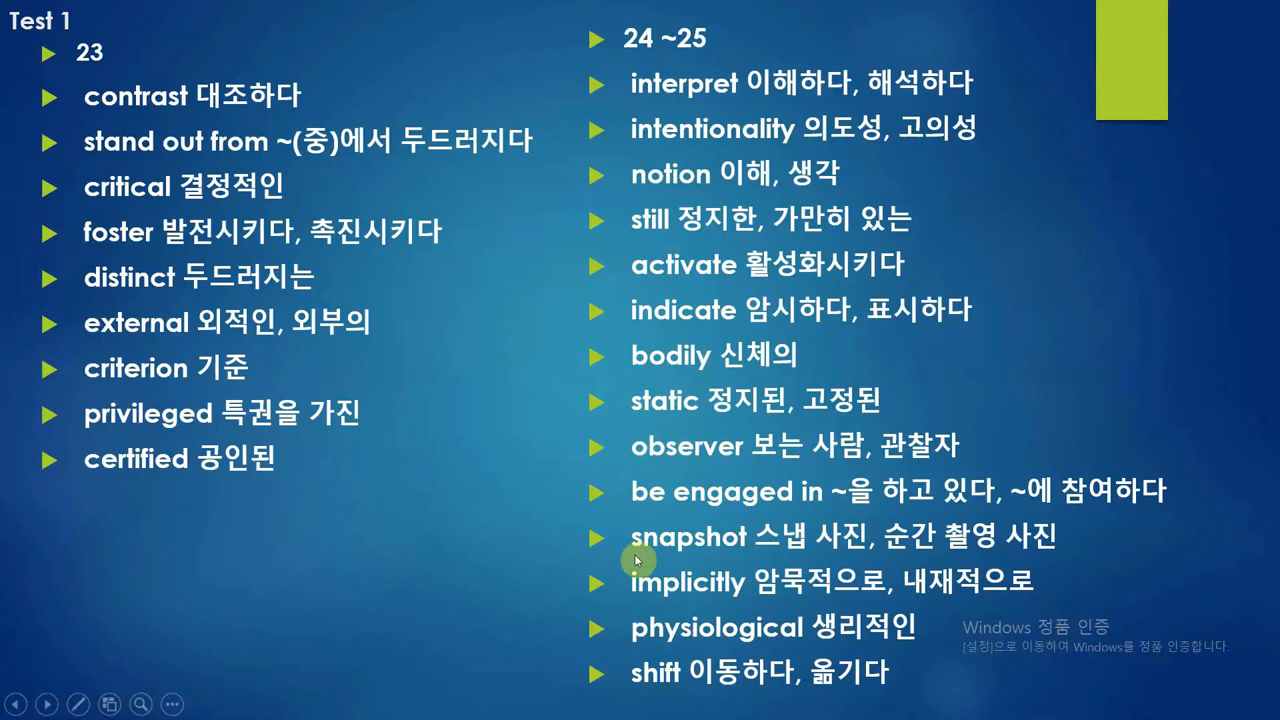 Test 1
23
contrast 대조하다
stand out from ~(중)에서 두드러지다
critical 결정적인
foster 발전시키다, 촉진시키다
distinct 두드러지는
external 외적인, 외부의
criterion 기준
privileged 특권을 가진
certified 공인된
24 ~25
interpret 이해하다, 해석하다
intentionality 의도성, 고의성
notion 이해, 생각
still 정지한, 가만히 있는
activate 활성화시키다
indicate 암시하다, 표시하다
bodily 신체의
static 정지된, 고정된
observer 보는 사람, 관찰자
be engaged in ~을 하고 있다, ~에 참여하다
snapshot 스냅 사진, 순간 촬영 사진
implicitly 암묵적으로, 내재적으로
physiological 생리적인
shift 이동하다, 옮기다
Windows 정품 인증
[설정]으로 이동하여 Windows를 정품 인증합니다.